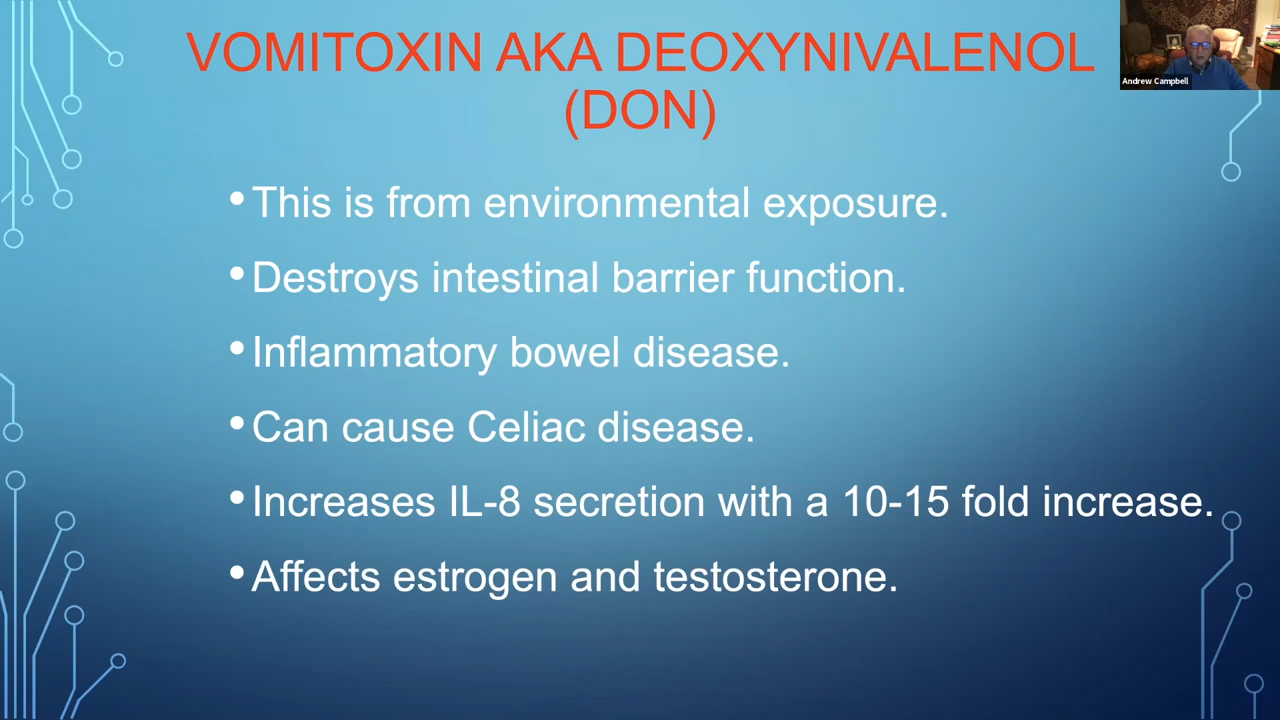 VOMITOXIN AKA DEOXYNIVALENOL
(DON)
Andrew Campbell
• This is from environmental exposure.
• Destroys intestinal barrier function.
• Inflammatory bowel disease.
• Can cause Celiac disease.
• Increases IL-8 secretion with a 10-15 fold increase.
• Affects estrogen and testosterone.